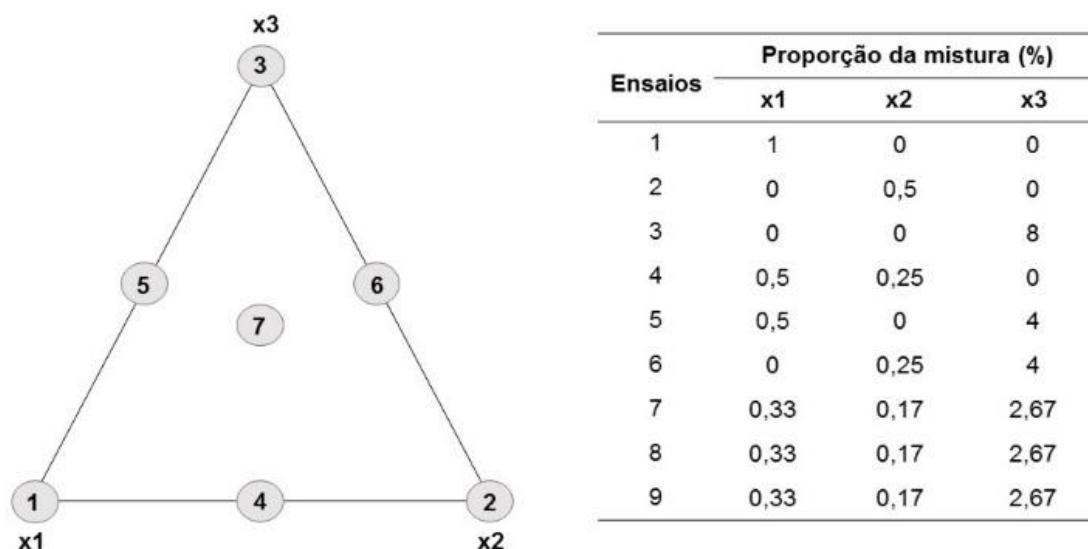 x3
3
5
6
7
1
4
2
x1
x2
Proporção da mistura (%)
Ensaios
x1 x2 x3
1 1 0 0
2 0 0,5 0
3 0 0 8
4 0,5 0,25 0
5 0,5 0 4
6 0 0,25 4
7 0,33 0,17 2,67
8 0,33 0,17 2,67
9 0,33 0,17 2,67